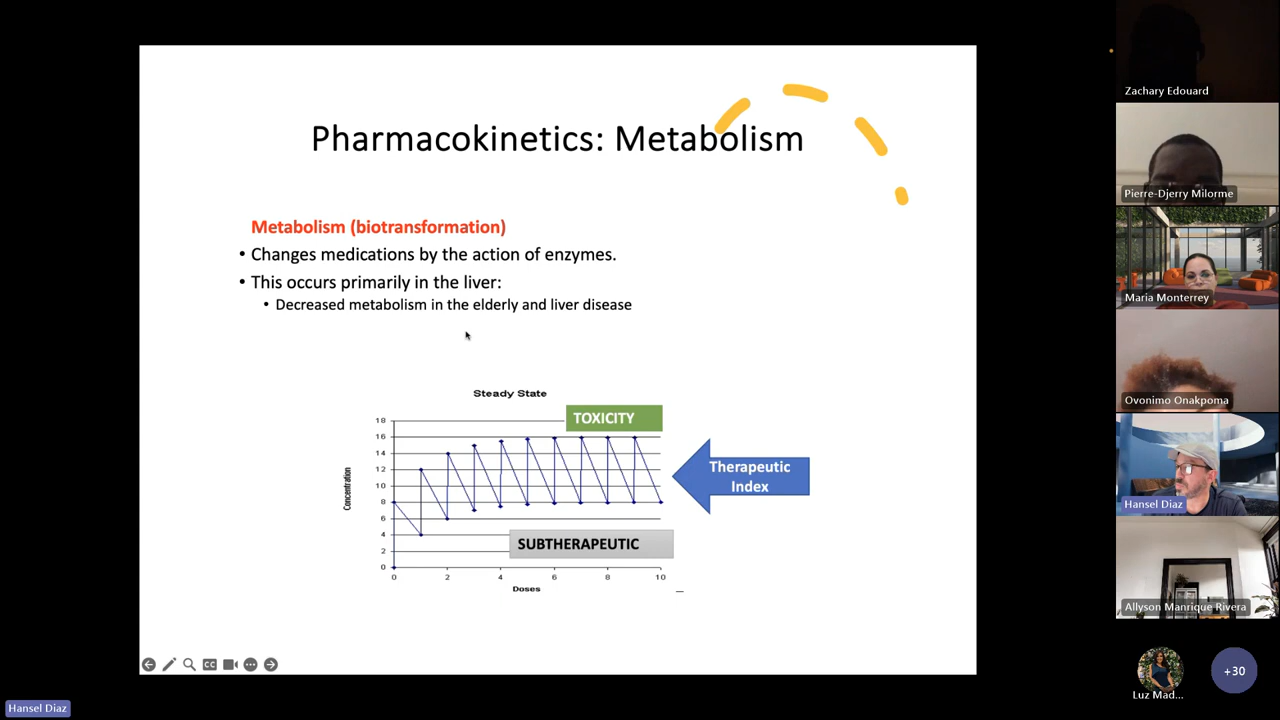 Pharmacokinetics: Metabolism
Metabolism (biotransformation)
• Changes medications by the action of enzymes.
• This occurs primarily in the liver:
• Decreased metabolism in the elderly and liver disease
Steady State
TOXICITY
Therapeutic
Index
SUBTHERAPEUTIC
Concentration
18
16
14
12
10
8
6
4
2
0
0 2 4 6 8 10
Doses
CC
Zachary Edouard
Pierre-Djerry Milorme
Maria Monterrey
Ovonimo Onakpoma
Hansel Diaz
Allyson Manrique Rivera
Luz Mad...
+30
Hansel Diaz